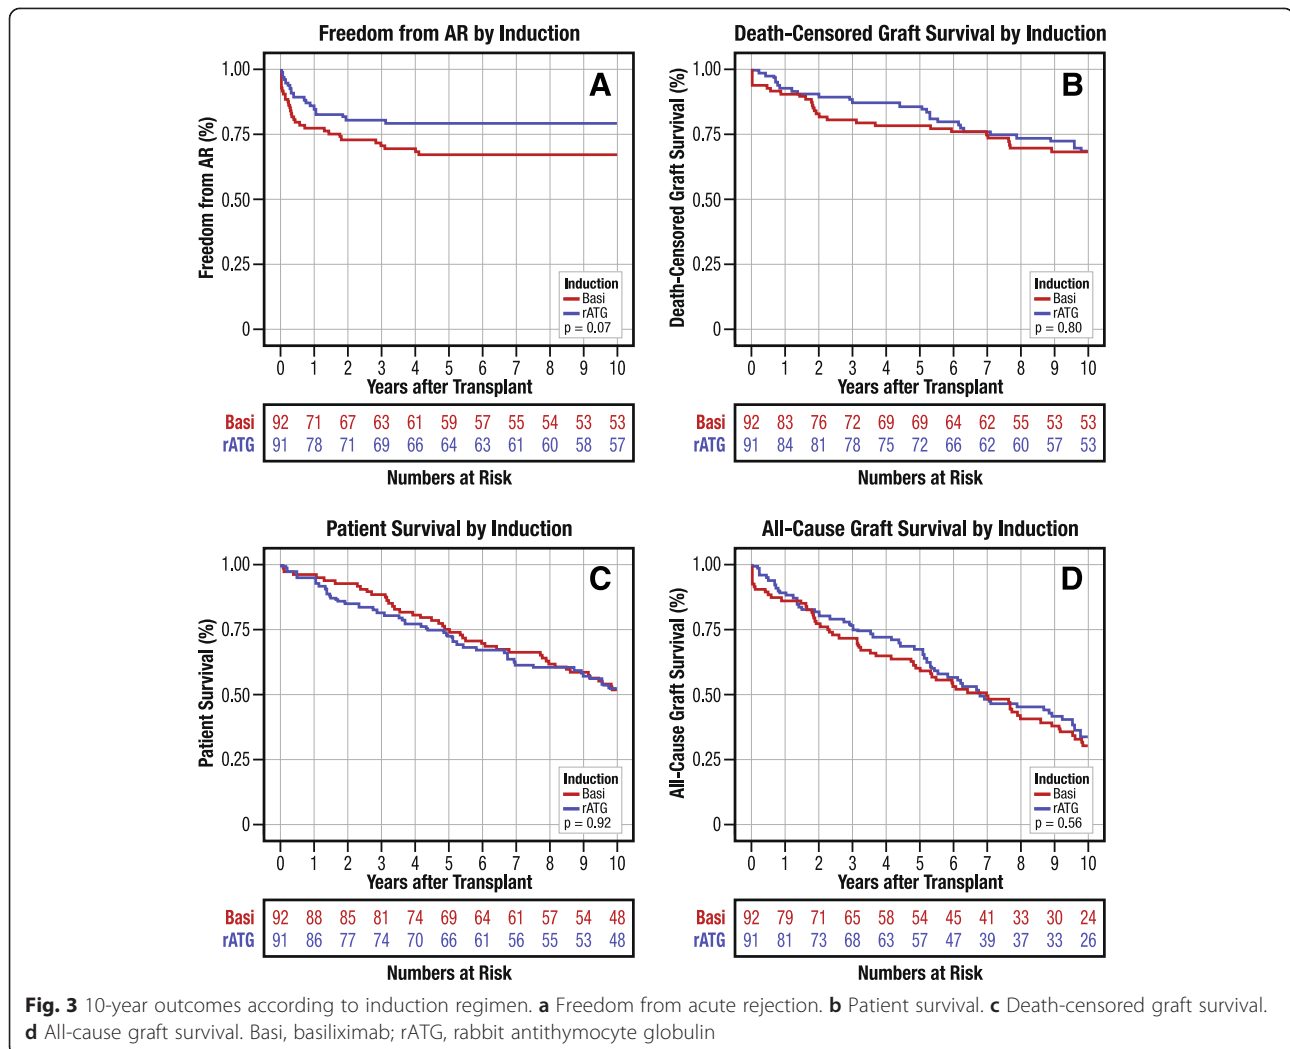 Freedom from AR by Induction
A
Freedom from AR (%)
1.00
0.75
0.50
0.25
0
Induction
Basi
rATG
p = 0.07
0 1 2 3 4 5 6 7 8 9 10
Years after Transplant
Basi 92 71 67 63 61 59 57 55 54 53 53
rATG 91 78 71 69 66 64 63 61 60 58 57
Numbers at Risk
Death-Censored Graft Survival by Induction
B
Death-Censored Graft Survival (%)
1.00
0.75
0.50
0.25
0
Induction
Basi
rATG
p = 0.80
0 1 2 3 4 5 6 7 8 9 10
Years after Transplant
Basi 92 83 76 72 69 69 64 62 55 53 53
rATG 91 84 81 78 75 72 66 62 60 57 53
Numbers at Risk
Patient Survival by Induction
C
Patient Survival (%)
1.00
0.75
0.50
0.25
0
Induction
Basi
rATG
p = 0.92
0 1 2 3 4 5 6 7 8 9 10
Years after Transplant
Basi 92 88 85 81 74 69 64 61 57 54 48
rATG 91 86 77 74 70 66 61 56 55 53 48
Numbers at Risk
All-Cause Graft Survival by Induction
D
All-Cause Graft Survival (%)
1.00
0.75
0.50
0.25
0
Induction
Basi
rATG
p = 0.56
0 1 2 3 4 5 6 7 8 9 10
Years after Transplant
Basi 92 79 71 65 58 54 45 41 33 30 24
rATG 91 81 73 68 63 57 47 39 37 33 26
Numbers at Risk
Fig. 3 10-year outcomes according to induction regimen. a Freedom from acute rejection. b Patient survival. c Death-censored graft survival.
d All-cause graft survival. Basi, basiliximab; rATG, rabbit antithymocyte globulin